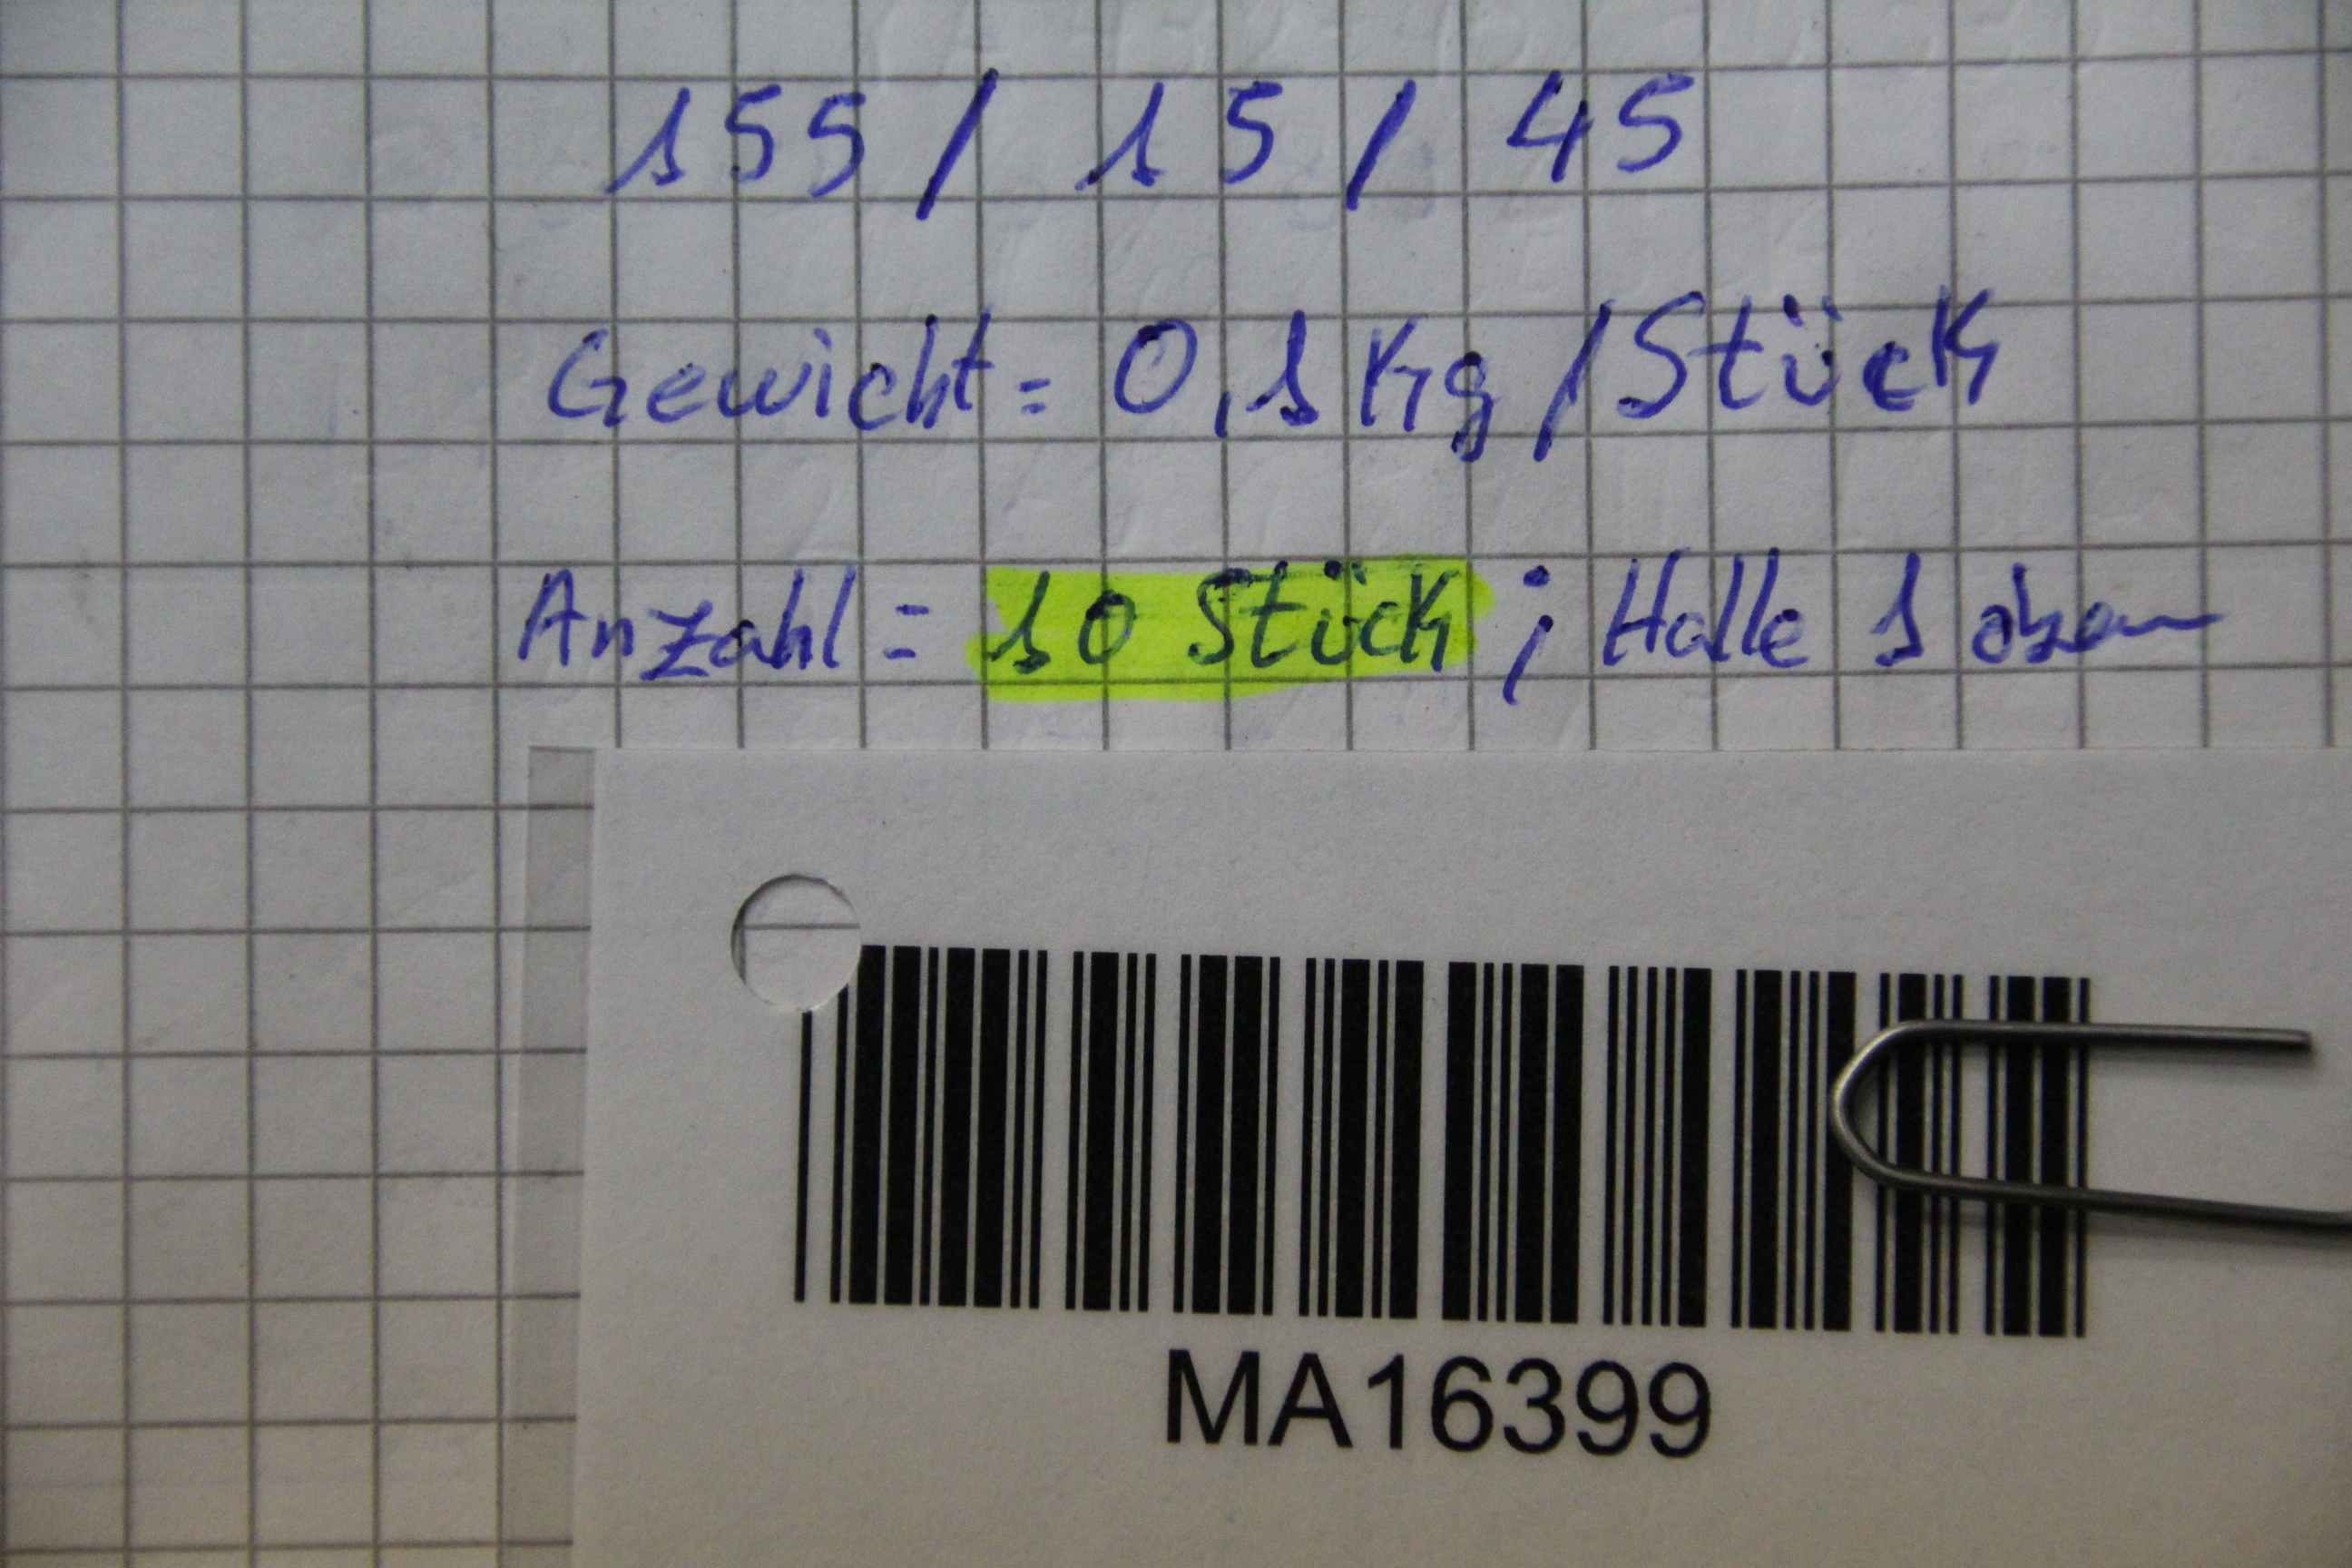 155 / 15 / 45
Gewicht = 0,1 Kg / Stück
Anzahl = 10 Stück ; Halle 1 oben
MA16399